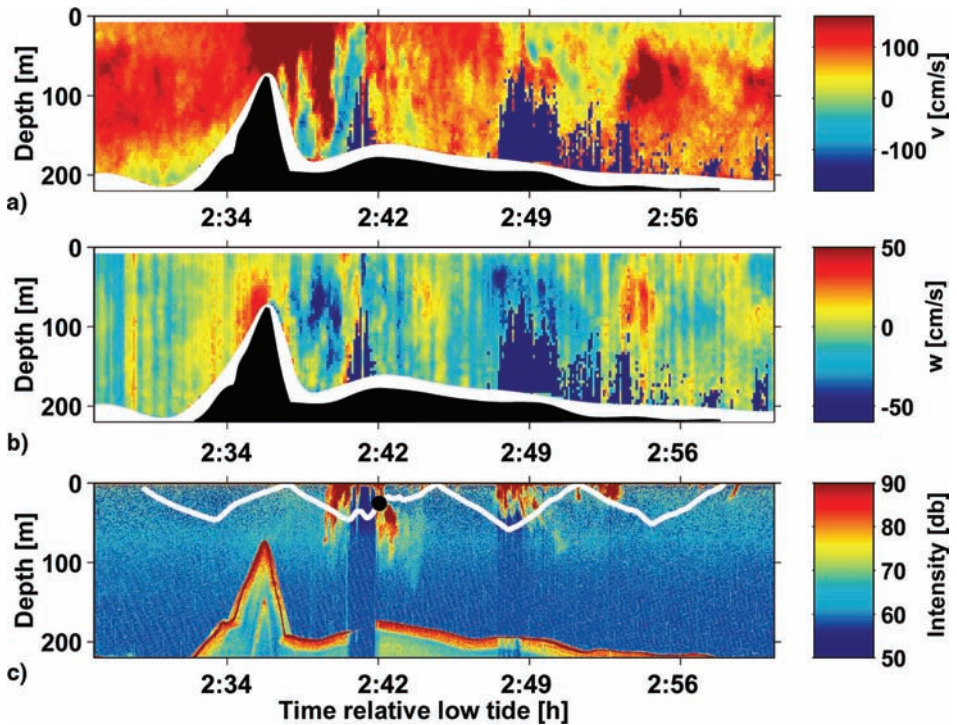 Depth [m]
0
100
200
a)
2:34 2:42 2:49 2:56
100
0
-100
v [cm/s]
Depth [m]
0
100
200
b)
2:34 2:42 2:49 2:56
50
0
-50
w [cm/s]
Depth [m]
0
100
200
c)
2:34 2:42 2:49 2:56
Time relative low tide [h]
90
80
70
60
50
Intensity [db]